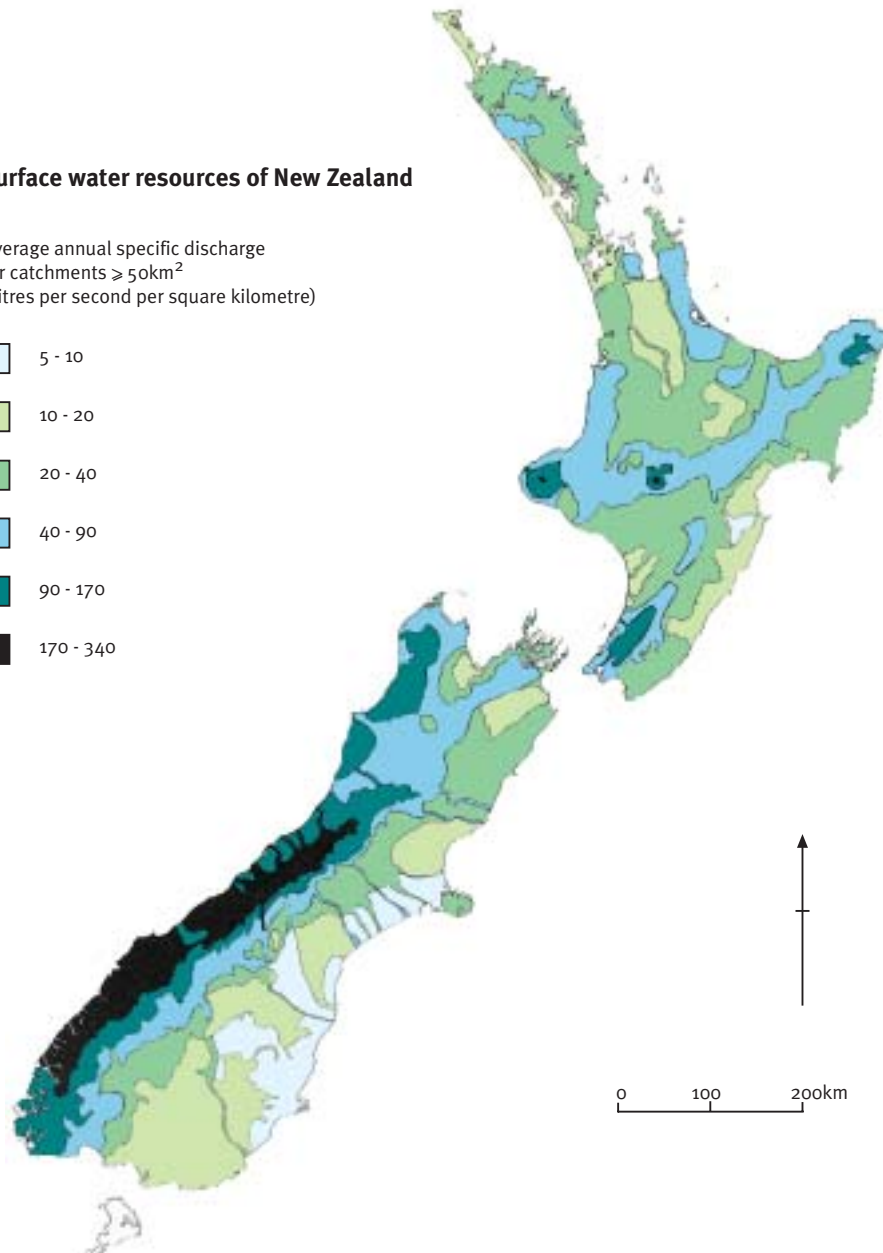 urface water resources of New Zealand
verage annual specific discharge
r catchments ⩾ 50km²
itres per second per square kilometre)
5 - 10
10 - 20
20 - 40
40 - 90
90 - 170
170 - 340
0 100 200km